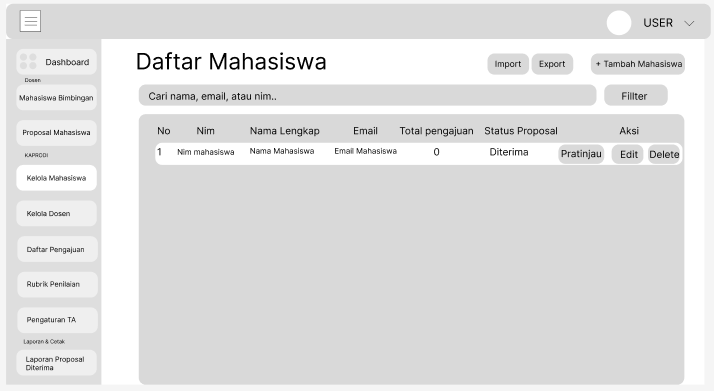 USER
Dashboard
Dosen
Mahasiswa Bimbingan
Proposal Mahasiswa
KAPRODI
Kelola Mahasiswa
Kelola Dosen
Daftar Pengajuan
Rubrik Penilaian
Pengaturan TA
Laporan & Cetak
Laporan Proposal
Diterima
Daftar Mahasiswa
Import
Export
+ Tambah Mahasiswa
Cari nama, email, atau nim..
Fillter
No Nim Nama Lengkap Email Total pengajuan Status Proposal Aksi
1 Nim mahasiswa Nama Mahasiswa Email Mahasiswa 0 Diterima Pratinjau Edit Delete